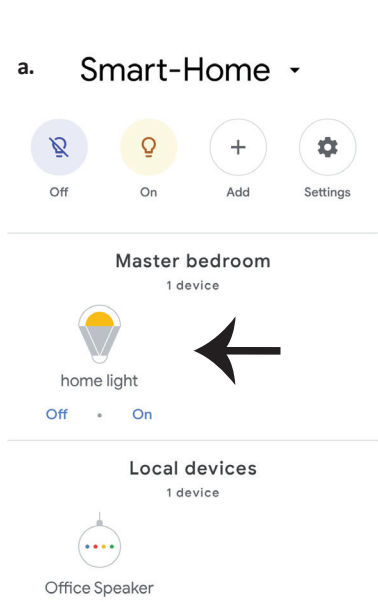 a. Smart-Home
Off On Add Settings
Master bedroom
1 device
home light
Off • On
Local devices
1 device
Office Speaker